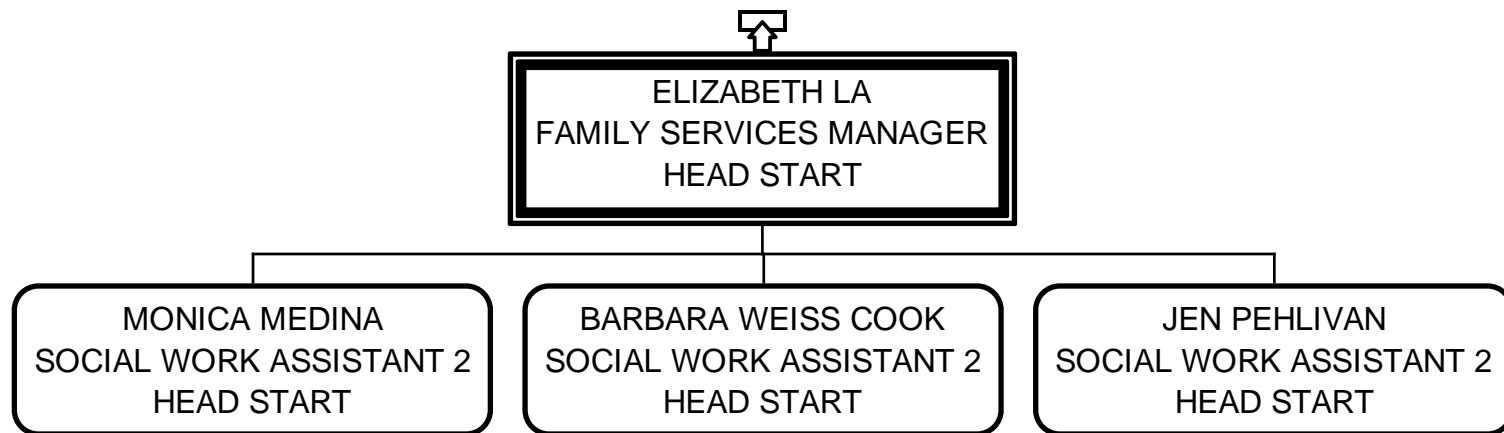 ELIZABETH LA
FAMILY SERVICES MANAGER
HEAD START
MONICA MEDINA
SOCIAL WORK ASSISTANT 2
HEAD START
BARBARA WEISS COOK
SOCIAL WORK ASSISTANT 2
HEAD START
JEN PEHLIVAN
SOCIAL WORK ASSISTANT 2
HEAD START